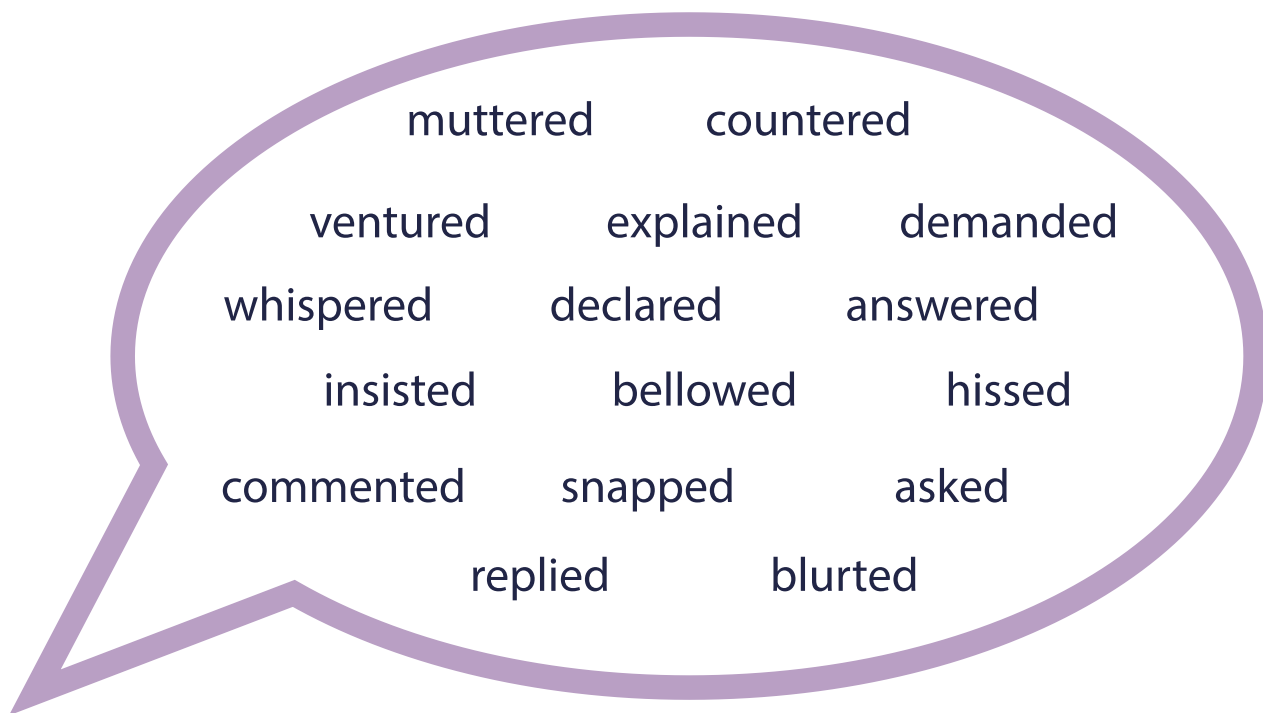 muttered countered
ventured explained demanded
whispered declared answered
insisted bellowed hissed
commented snapped asked
replied blurted